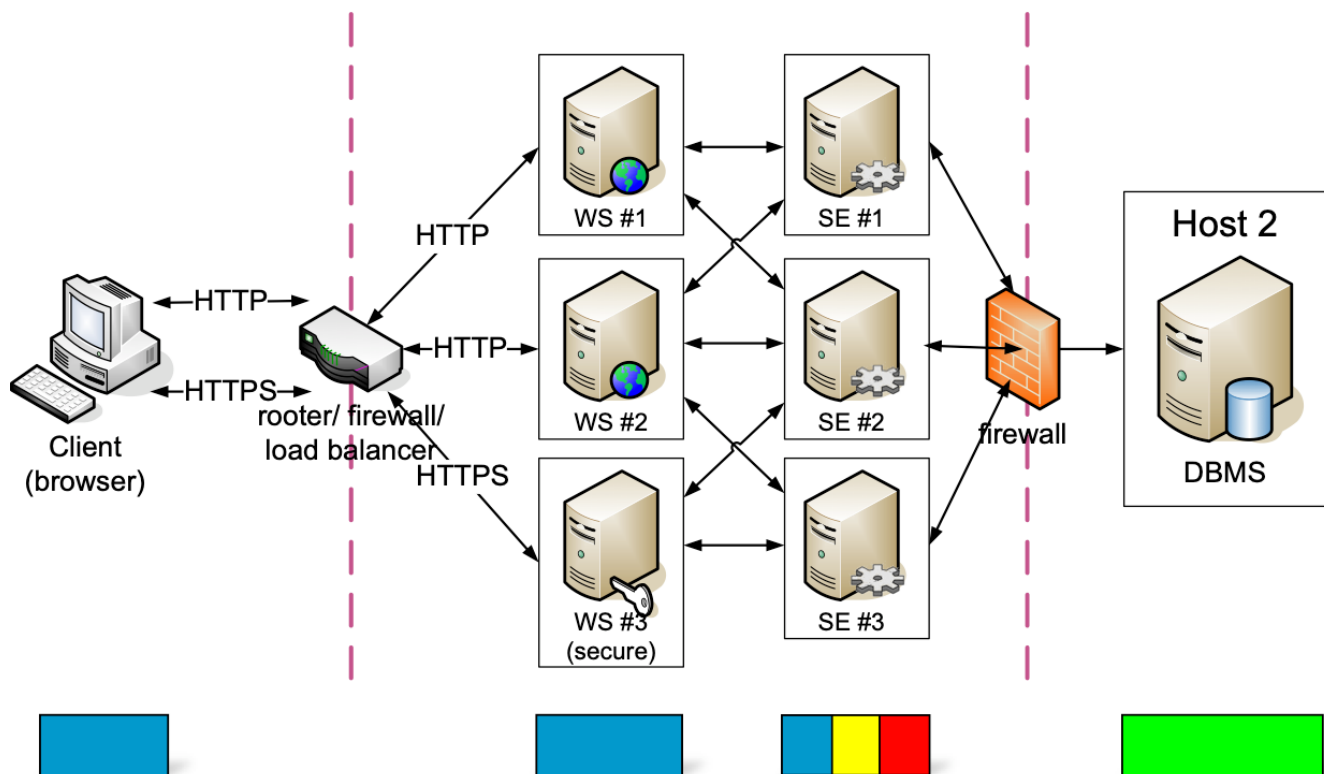 HTTP
HTTPS
Client
(browser)
rooter/ firewall/
load balancer
HTTP
HTTP
HTTPS
WS #1
WS #2
WS #3
(secure)
SE #1
SE #2
SE #3
firewall
Host 2
DBMS